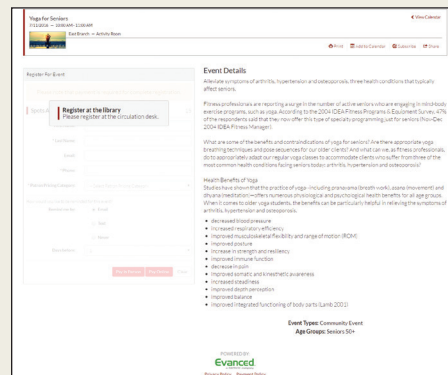 Yoga For Seniors
7/11/2016 — 10:00 AM - 11:00 AM
East Branch — Activity Room
View Calendar
Print
Add to Calendar
Subscribe
Share
Register For Event
Register at the library
Please register at the circulation desk.
Event Details
Alleviate symptoms of arthritis, hypertension and osteoporosis, three health conditions that typically
affect seniors.
Fitness professionals are reporting a surge in the number of active seniors who are engaging in mind-body
exercise programs, such as yoga. According to the 2004 IDEA Fitness Programs & Equipment Survey, 47%
of the respondents said that they now offer this type of specialty programming just for seniors (Nov-Dec
2004 IDEA Fitness Manager).
What are some of the benefits and contraindications of yoga for seniors? Are there appropriate yoga
breathing techniques and pose sequences for our older clients? And what can we, as fitness professionals,
do to appropriately adapt our regular yoga classes to accommodate clients who suffer from three of the
most common health conditions facing seniors today: arthritis, hypertension and osteoporosis?
Health Benefits of Yoga
Studies have shown that the practice of yoga--including pranayama (breath work), asana (movement) and
dhyana (meditation)—offers numerous physiological and psychological health benefits for all age groups.
When it comes to older yoga students, the benefits can be particularly helpful in relieving the symptoms of
arthritis, hypertension and osteoporosis.
decreased blood pressure
increased respiratory efficiency
improved musculoskeletal flexibility and range of motion (ROM)
improved posture
increase in strength and resiliency
improved immune function
decrease in pain
improved somatic and kinesthetic awareness
increased steadiness
improved depth perception
improved balance
improved integrated functioning of body parts (Lamb 2001)
Event Types: Community Event
Age Groups: Seniors 50+
POWERED BY
Evanced
Privacy Policy Payment Policy